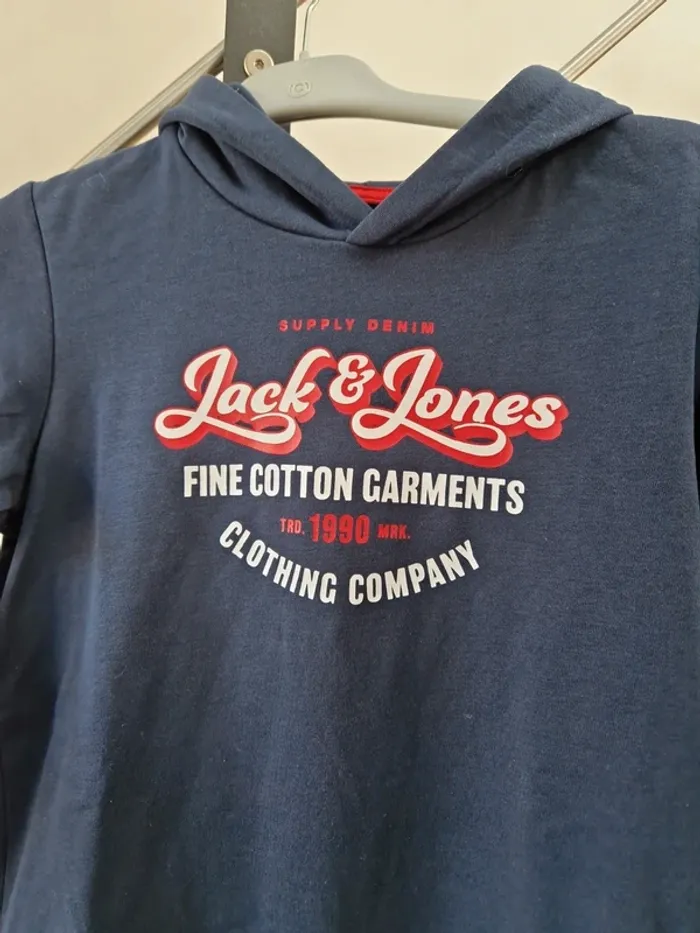 SUPPLY DENIM
Jack & Jones
FINE COTTON GARMENTS
TRD. 1990 MRK.
CLOTHING COMPANY